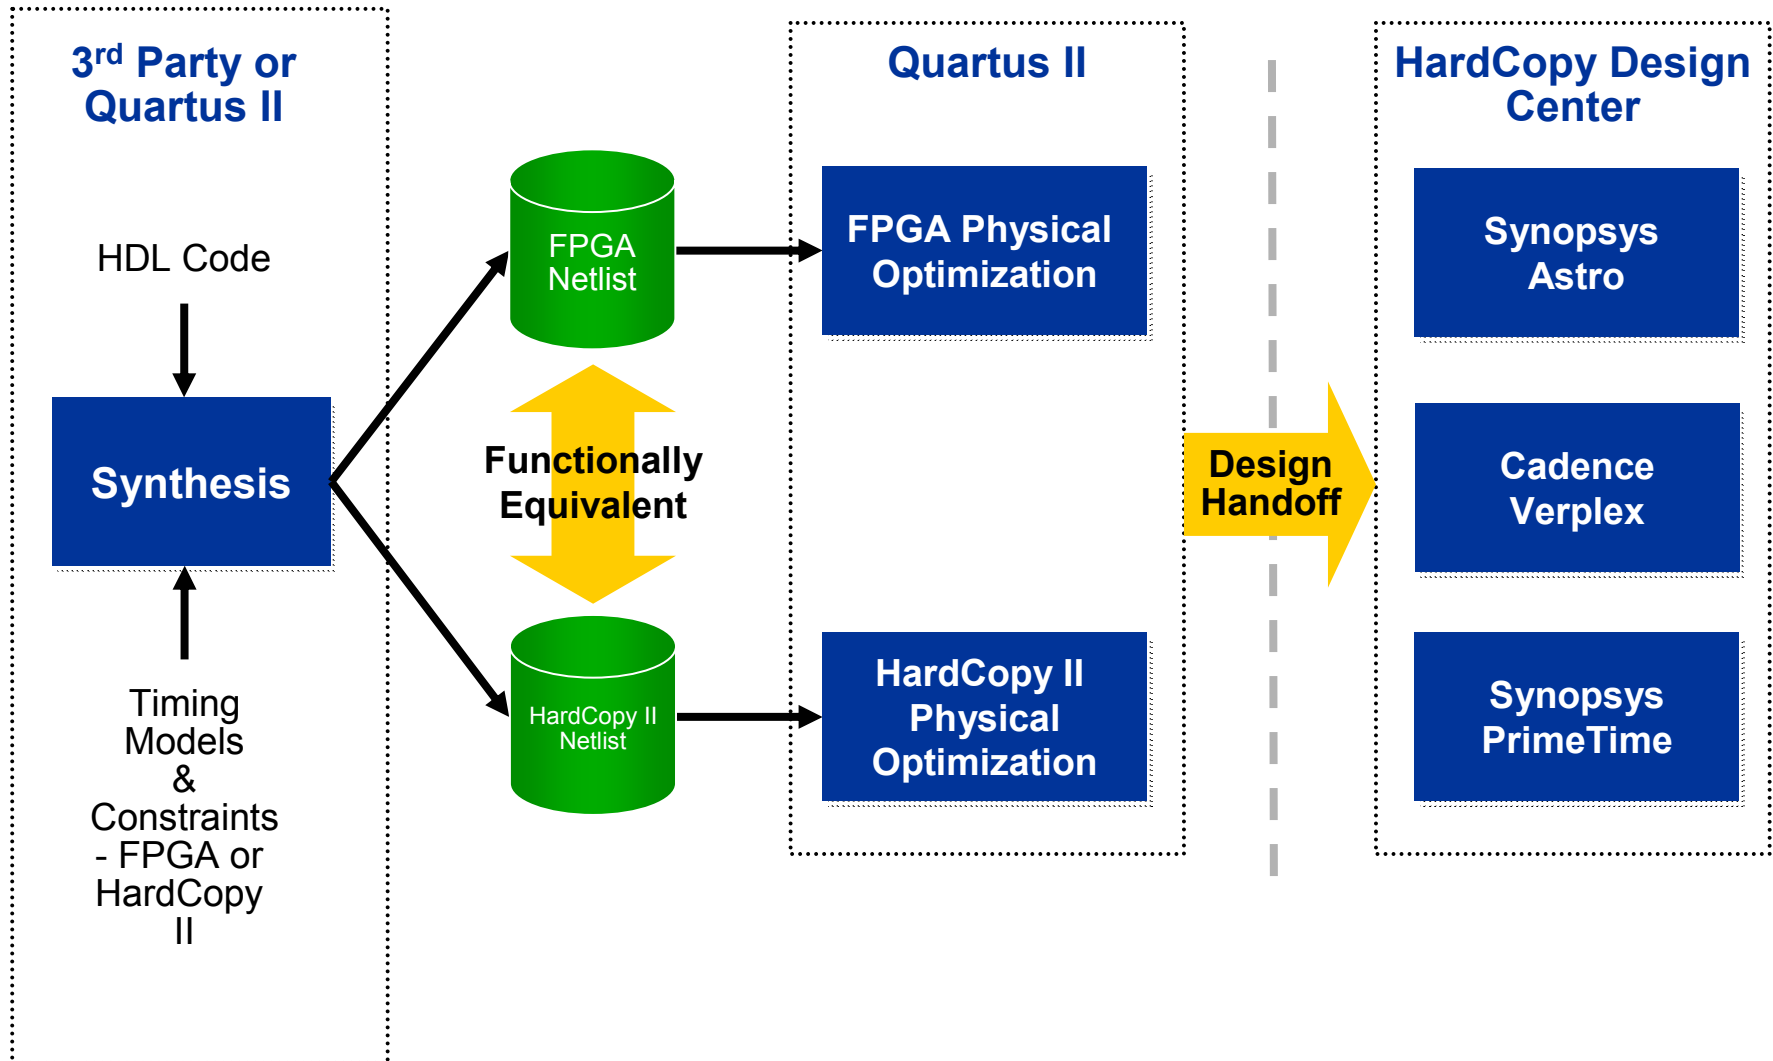 3rd Party or
Quartus II
HDL Code
Synthesis
Timing
Models
&
Constraints
- FPGA or
HardCopy
II
FPGA
Netlist
Functionally
Equivalent
HardCopy II
Netlist
Quartus II
FPGA Physical
Optimization
HardCopy II
Physical
Optimization
Design
Handoff
HardCopy Design
Center
Synopsys
Astro
Cadence
Verplex
Synopsys
PrimeTime